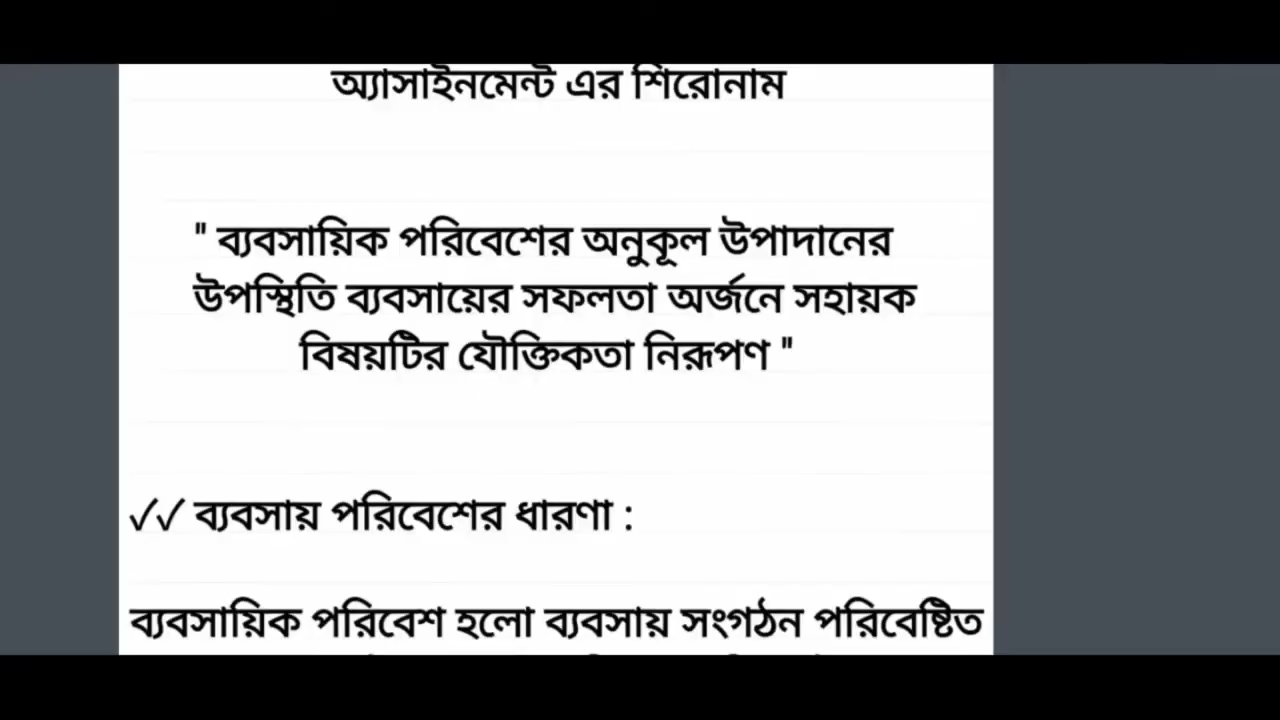 অ্যাসাইনমেন্ট এর শিরোনাম
" ব্যবসায়িক পরিবেশের অনুকূল উপাদানের
উপস্থিতি ব্যবসায়ের সফলতা অর্জনে সহায়ক
বিষয়টির যৌক্তিকতা নিরূপণ "
✓✓ ব্যবসায় পরিবেশের ধারণা :
ব্যবসায়িক পরিবেশ হলো ব্যবসায় সংগঠন পরিবেষ্টিত